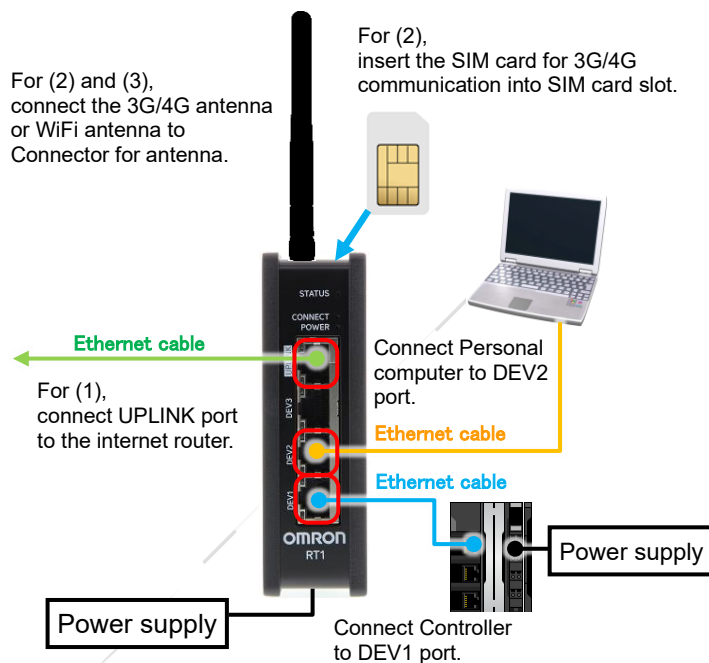 For (2),
insert the SIM card for 3G/4G
communication into SIM card slot.
For (2) and (3),
connect the 3G/4G antenna
or WiFi antenna to
Connector for antenna.
STATUS
CONNECT
POWER
Ethernet cable
UPLINK
For (1),
connect UPLINK port
to the internet router.
Connect Personal
computer to DEV2
port.
DEV3
DEV2
Ethernet cable
DEV1
Ethernet cable
OMRON
RT1
Power supply
Power supply
Connect Controller
to DEV1 port.